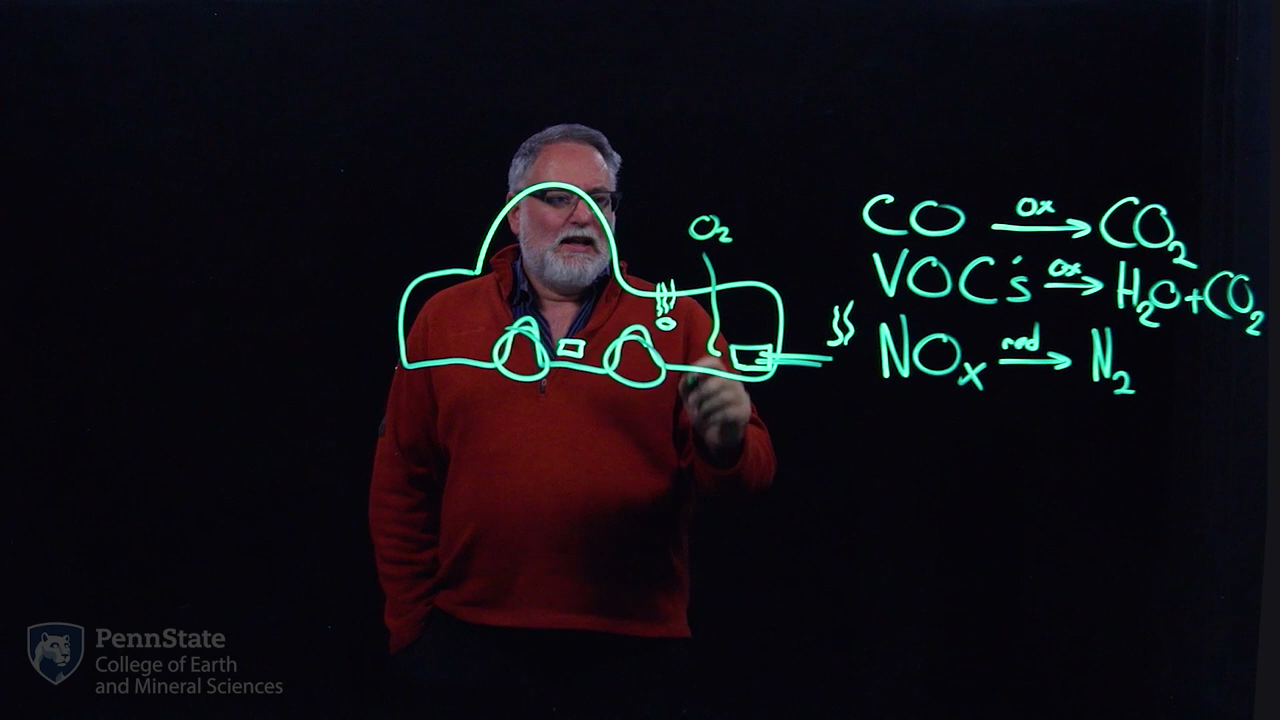 O₂
CO ox → CO₂
VOC's ox → H₂O + CO₂
NOx red → N₂
PennState
College of Earth
and Mineral Sciences